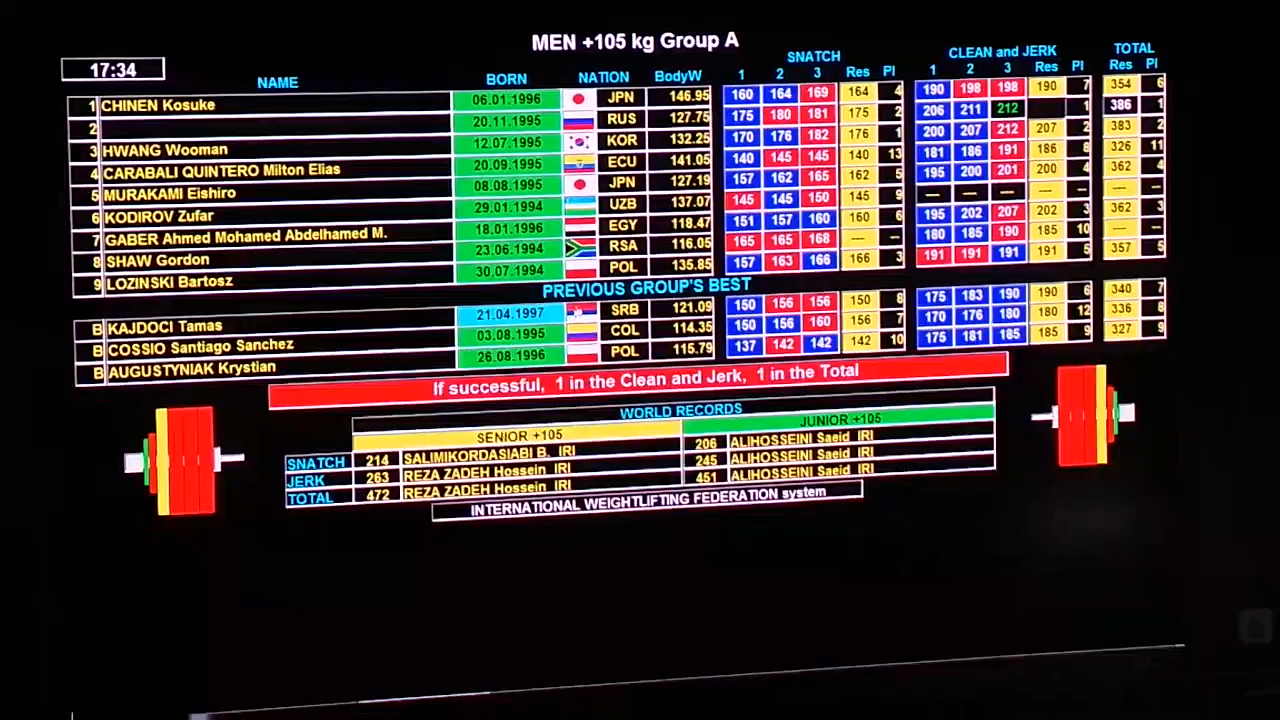 MEN +105 kg Group A
17:34
NAME BORN NATION BodyW SNATCH 1 2 3 Res Pl CLEAN and JERK 1 2 3 Res Pl TOTAL Res Pl
1 CHINEN Kosuke 06.01.1996 JPN 146.95 160 164 169 164 4 190 198 198 190 7 354 6
2 20.11.1995 RUS 127.75 175 180 181 175 2 206 211 212 1 386 1
3 HWANG Wooman 12.07.1995 KOR 132.25 170 176 182 176 1 200 207 212 207 2 383 2
4 CARABALI QUINTERO Milton Elias 20.09.1995 ECU 141.05 140 145 145 140 13 181 186 191 186 8 326 11
5 MURAKAMI Eishiro 08.08.1995 JPN 127.19 157 162 165 162 5 195 200 201 200 4 362 4
6 KODIROV Zufar 29.01.1994 UZB 137.07 145 145 150 145 9 --- --- --- --- -- --- --
7 GABER Ahmed Mohamed Abdelhamed M. 18.01.1996 EGY 118.47 151 157 160 160 6 195 202 207 202 3 362 3
8 SHAW Gordon 23.06.1994 RSA 116.05 165 165 168 --- -- 180 185 190 185 10 --- --
9 LOZINSKI Bartosz 30.07.1994 POL 135.85 157 163 166 166 3 191 191 191 191 5 357 5
PREVIOUS GROUP'S BEST
B KAJDOCI Tamas 21.04.1997 SRB 121.09 150 156 156 150 8 175 183 190 190 6 340 7
B COSSIO Santiago Sanchez 03.08.1995 COL 114.35 150 156 160 156 7 170 176 180 180 12 336 8
B AUGUSTYNIAK Krystian 26.08.1996 POL 115.79 137 142 142 142 10 175 181 185 185 9 327 9
If successful, 1 in the Clean and Jerk, 1 in the Total
WORLD RECORDS
SENIOR +105 JUNIOR +105
SNATCH 214 SALIMIKORDASIABI B. IRI 206 ALIHOSSEINI Saeid IRI
JERK 263 REZA ZADEH Hossein IRI 245 ALIHOSSEINI Saeid IRI
TOTAL 472 REZA ZADEH Hossein IRI 451 ALIHOSSEINI Saeid IRI
INTERNATIONAL WEIGHTLIFTING FEDERATION system